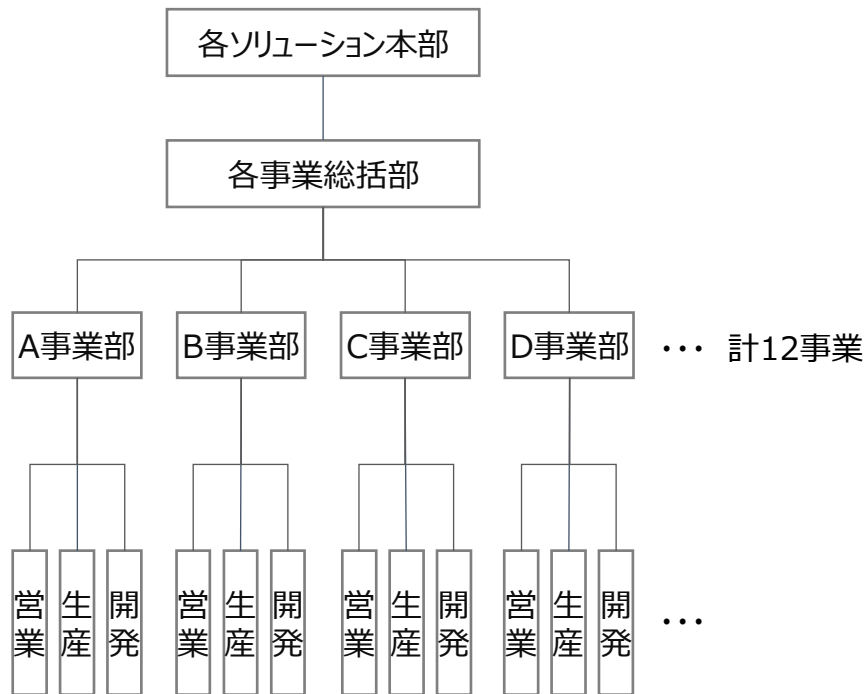 各ソリューション本部
各事業総括部
A事業部
B事業部
C事業部
D事業部
・・・ 計12事業
営業
生産
開発
営業
生産
開発
営業
生産
開発
営業
生産
開発
・・・